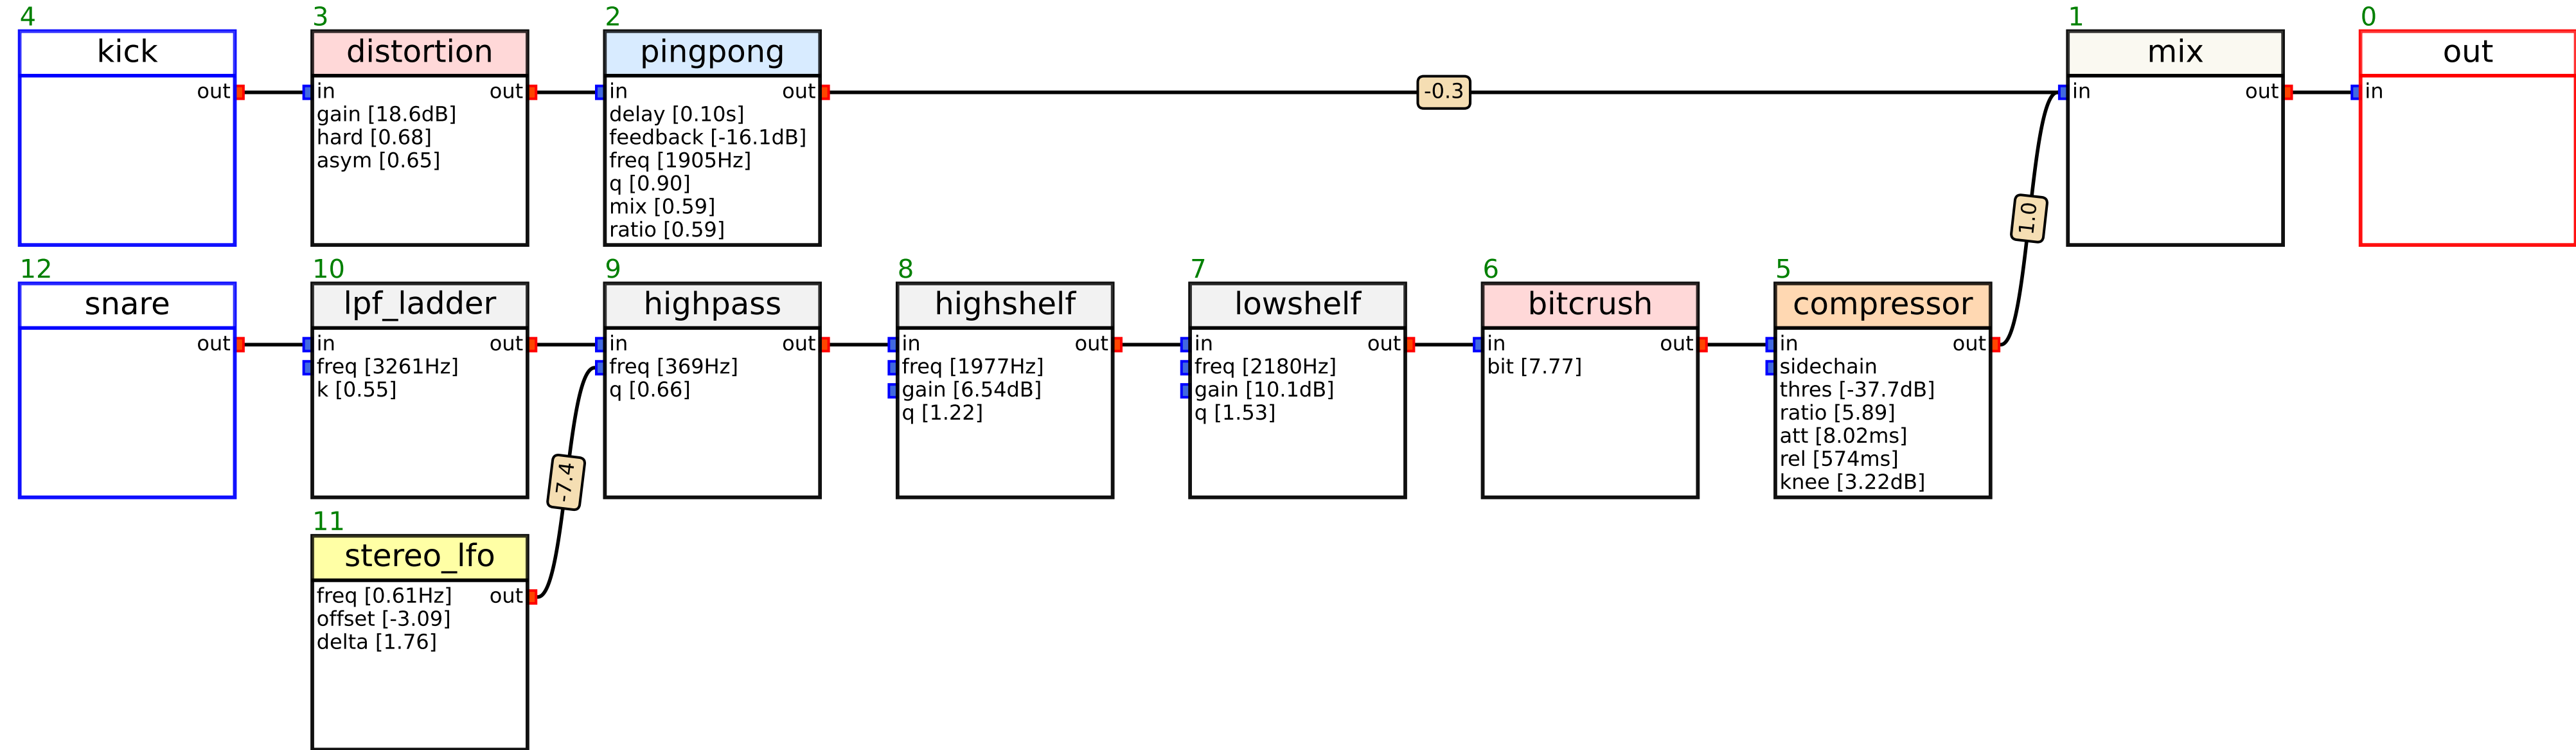 4
kick
out
3
distortion
in out
gain [18.6dB]
hard [0.68]
asym [0.65]
2
pingpong
in out
delay [0.10s]
feedback [-16.1dB]
freq [1905Hz]
q [0.90]
mix [0.59]
ratio [0.59]
-0.3
1
mix
in out
0
out
in
12
snare
out
10
lpf_ladder
in out
freq [3261Hz]
k [0.55]
9
highpass
in out
freq [369Hz]
q [0.66]
8
highshelf
in out
freq [1977Hz]
gain [6.54dB]
q [1.22]
7
lowshelf
in out
freq [2180Hz]
gain [10.1dB]
q [1.53]
6
bitcrush
in out
bit [7.77]
5
compressor
in out
sidechain
thres [-37.7dB]
ratio [5.89]
att [8.02ms]
rel [574ms]
knee [3.22dB]
1.0
11
stereo_lfo
freq [0.61Hz] out
offset [-3.09]
delta [1.76]
-7.4